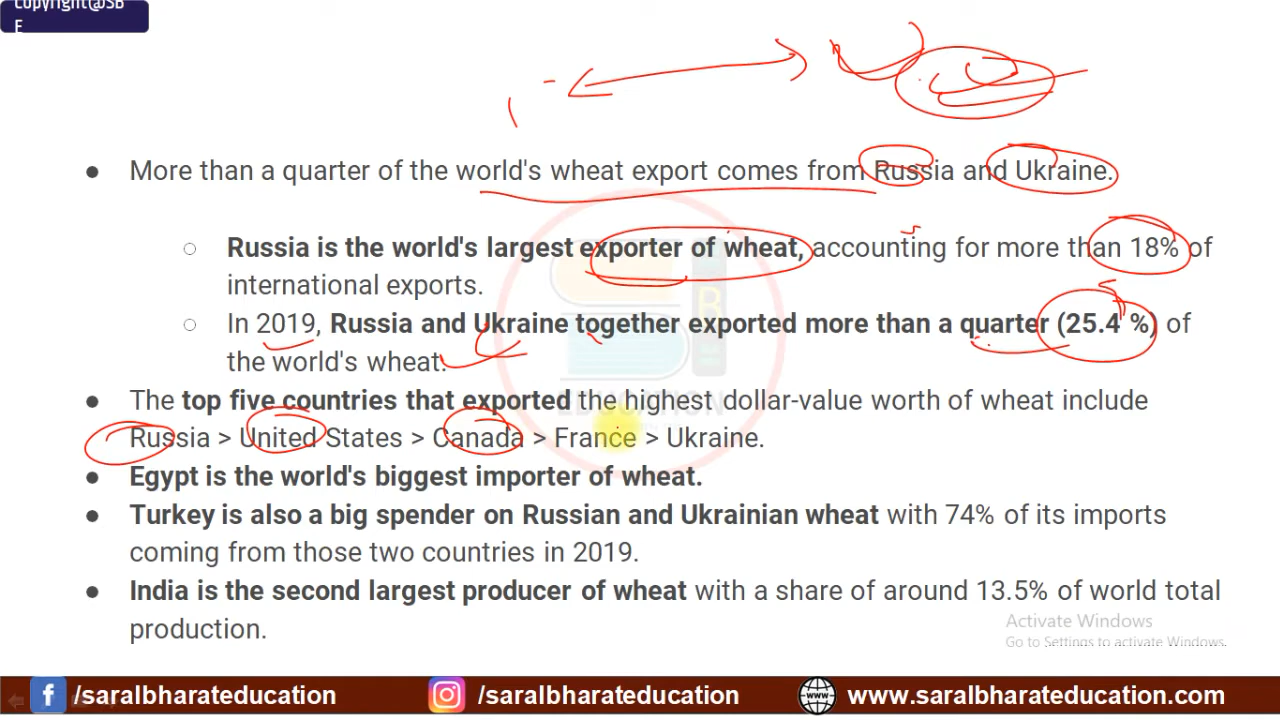 Copyright@SB
E
● More than a quarter of the world's wheat export comes from Russia and Ukraine.
○ Russia is the world's largest exporter of wheat, accounting for more than 18% of
international exports.
○ In 2019, Russia and Ukraine together exported more than a quarter (25.4 %) of
the world's wheat.
● The top five countries that exported the highest dollar-value worth of wheat include
Russia > United States > Canada > France > Ukraine.
● Egypt is the world's biggest importer of wheat.
● Turkey is also a big spender on Russian and Ukrainian wheat with 74% of its imports
coming from those two countries in 2019.
● India is the second largest producer of wheat with a share of around 13.5% of world total
production.
EDUCATION
Activate Windows
Go to Settings to activate Windows.
/saralbharateducation /saralbharateducation www.saralbharateducation.com